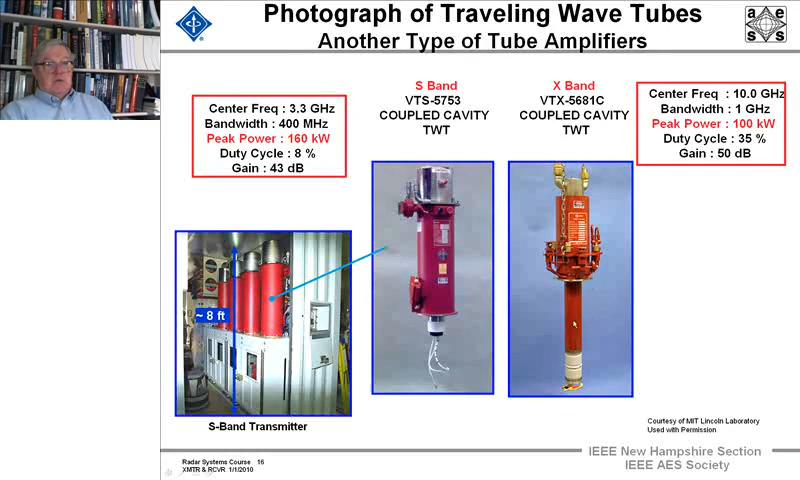 Photograph of Traveling Wave Tubes
Another Type of Tube Amplifiers
a e
s s
Center Freq : 3.3 GHz
Bandwidth : 400 MHz
Peak Power : 160 kW
Duty Cycle : 8 %
Gain : 43 dB
S Band
VTS-5753
COUPLED CAVITY
TWT
X Band
VTX-5681C
COUPLED CAVITY
TWT
Center Freq : 10.0 GHz
Bandwidth : 1 GHz
Peak Power : 100 kW
Duty Cycle : 35 %
Gain : 50 dB
~ 8 ft
S-Band Transmitter
Courtesy of MIT Lincoln Laboratory
Used with Permission
Radar Systems Course 16
XMTR & RCVR 1/1/2010
IEEE New Hampshire Section
IEEE AES Society